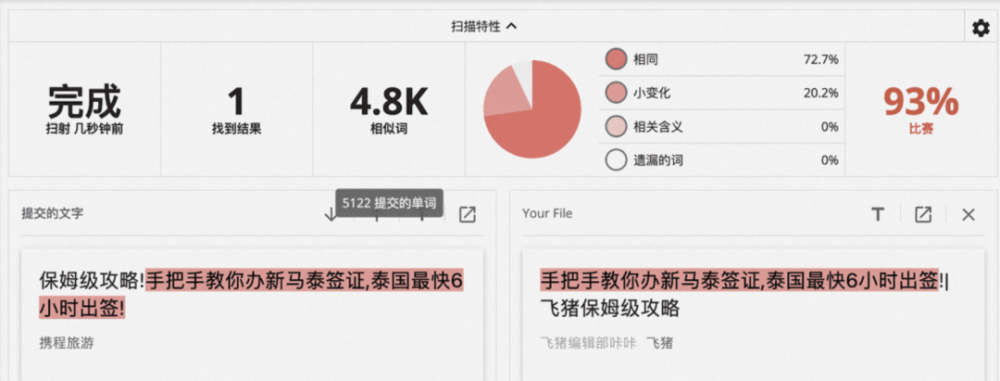 扫描特性
完成
扫射 几秒钟前
1
找到结果
4.8K
相似词
相同 72.7%
小变化 20.2%
相关含义 0%
遗漏的词 0%
93%
比赛
提交的文字
5122 提交的单词
保姆级攻略!手把手教你办新马泰签证,泰国最快6
小时出签!
携程旅游
Your File
T
手把手教你办新马泰签证,泰国最快6小时出签!|
飞猪保姆级攻略
飞猪编辑部咔咔 飞猪